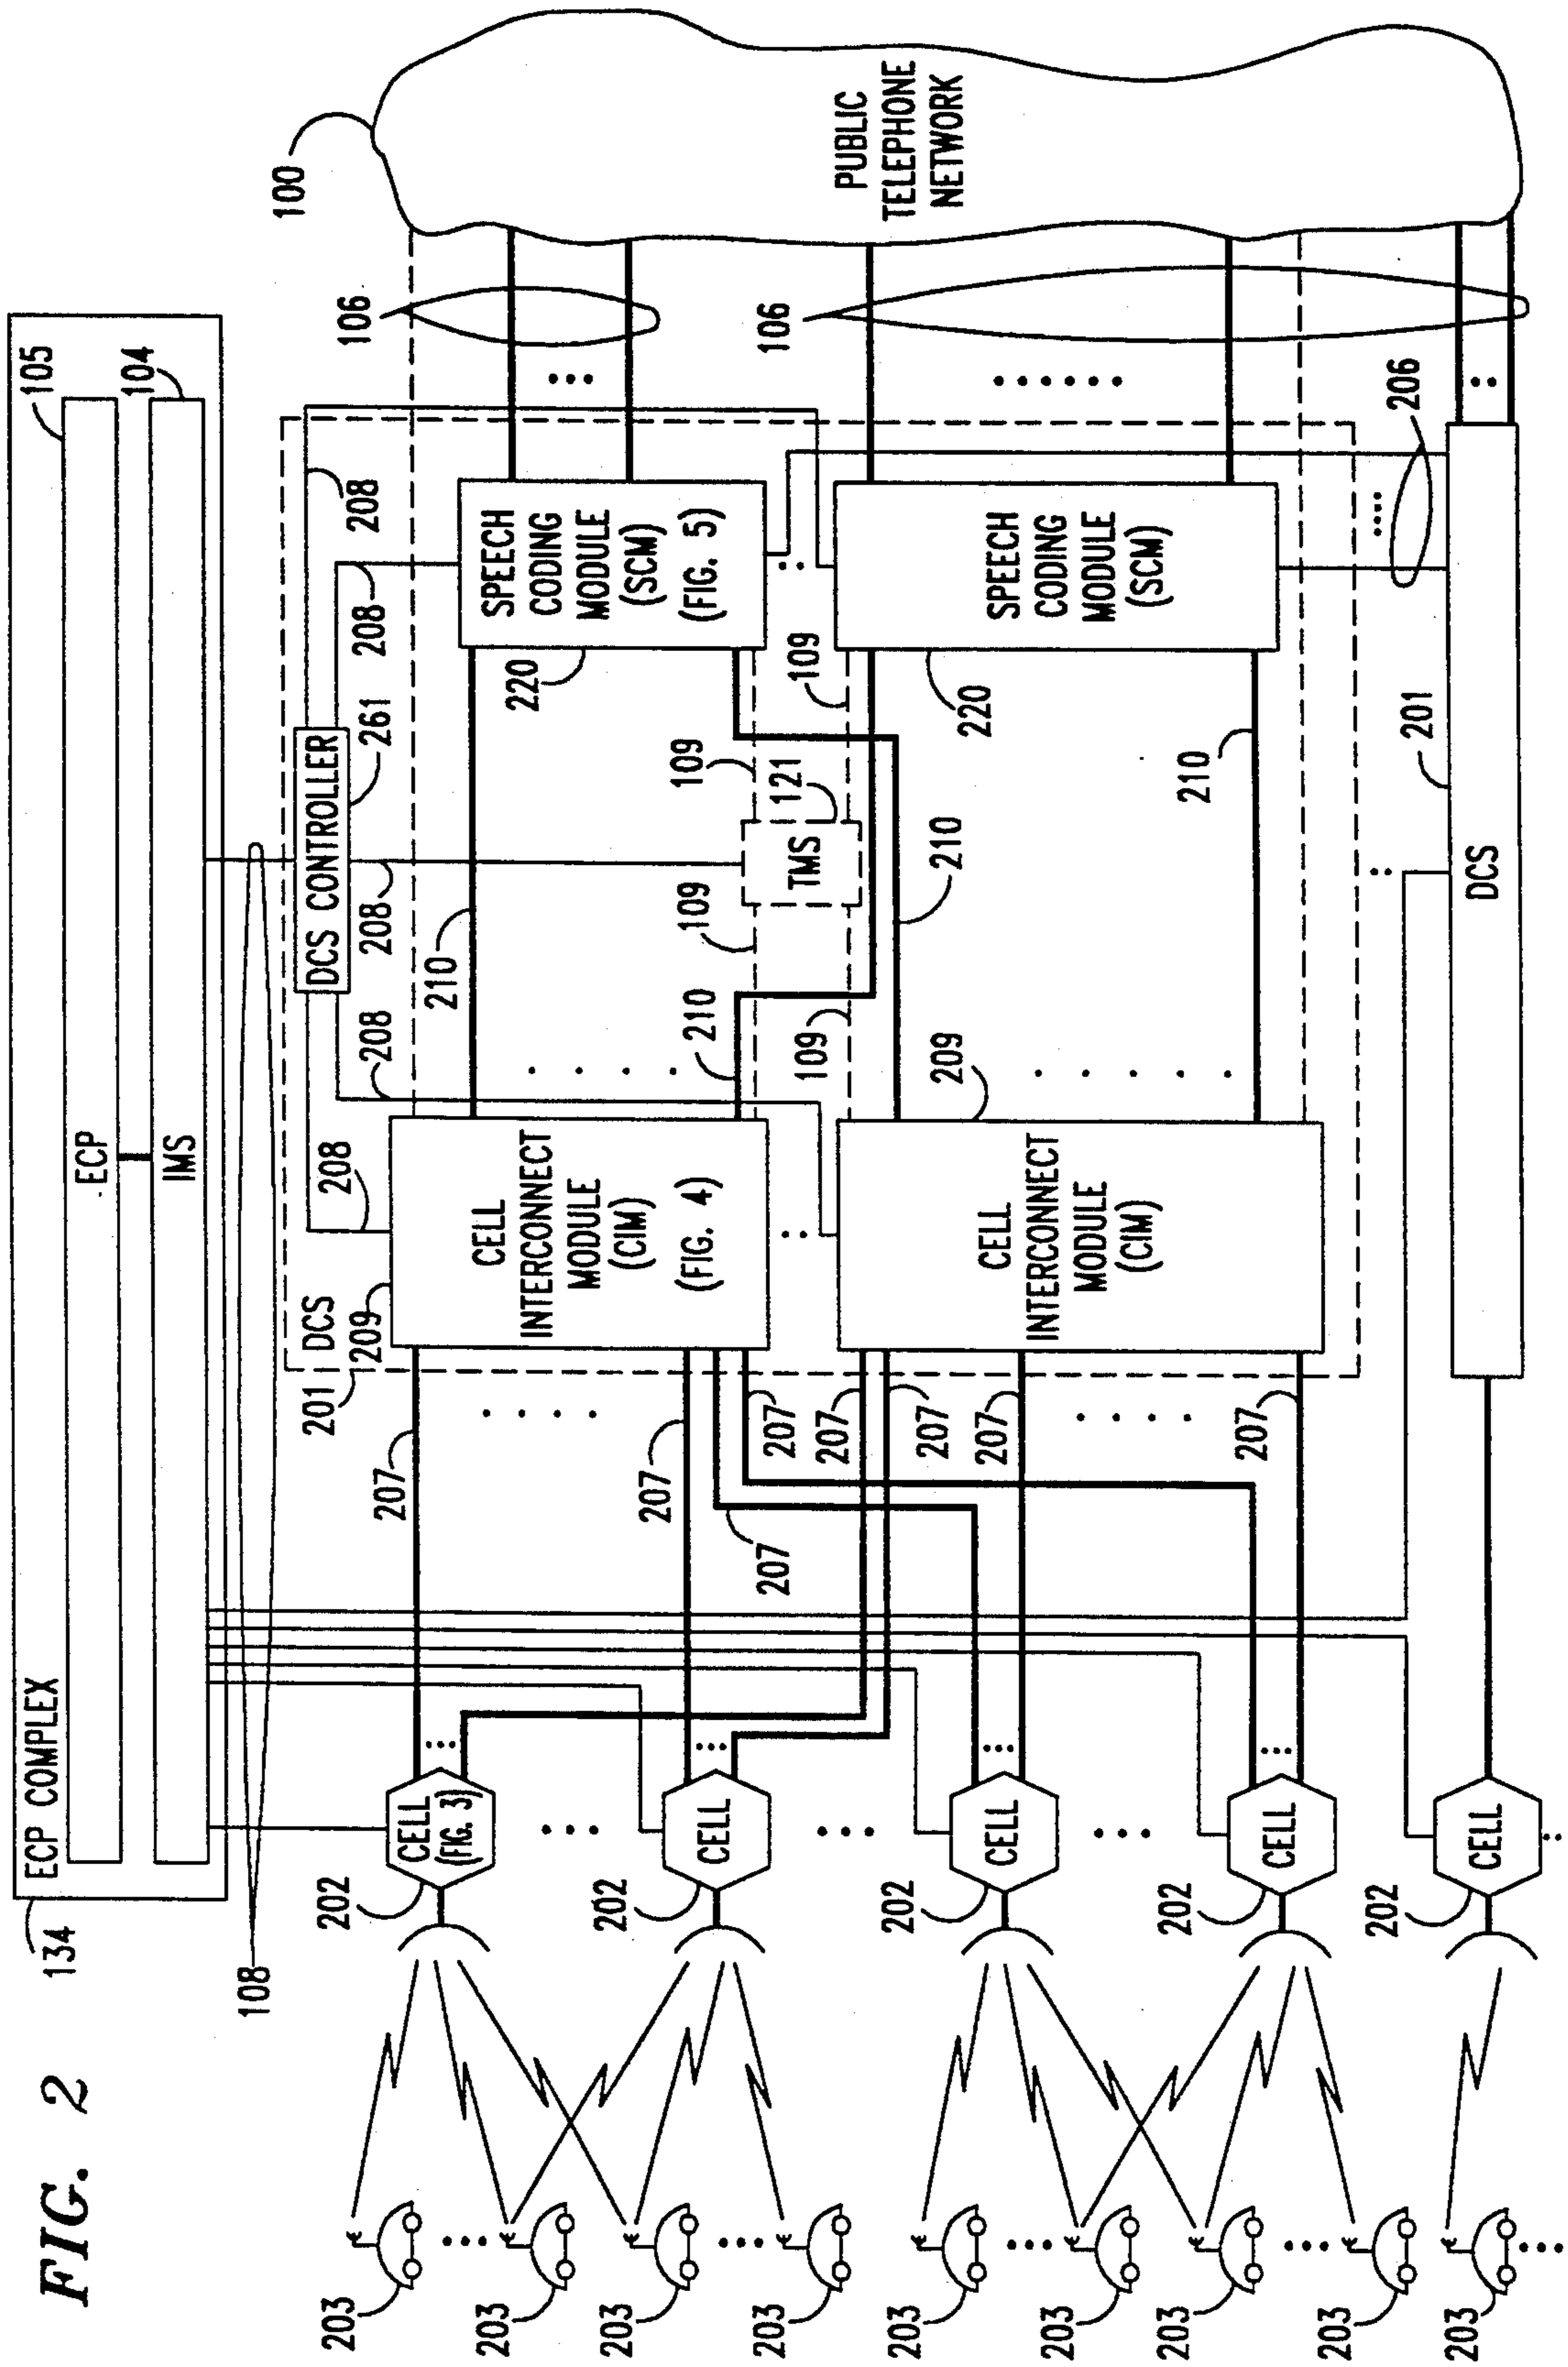 FIG. 2
134
ECP COMPLEX
ECP
105
IMS
104
108
201
DCS
DCS CONTROLLER
261
208
208
208
208
208
209
CELL
INTERCONNECT
MODULE
(CIM)
(FIG. 4)
209
CELL
INTERCONNECT
MODULE
(CIM)
210
210
210
210
109
109
109
109
TMS
121
220
SPEECH
CODING
MODULE
(SCM)
(FIG. 5)
220
SPEECH
CODING
MODULE
(SCM)
106
106
100
PUBLIC
TELEPHONE
NETWORK
206
201
DCS
207
207
207
207
207
207
207
207
202
CELL
(FIG. 3)
202
CELL
202
CELL
202
CELL
202
CELL
203
203
203
203
203
203
203
203
203